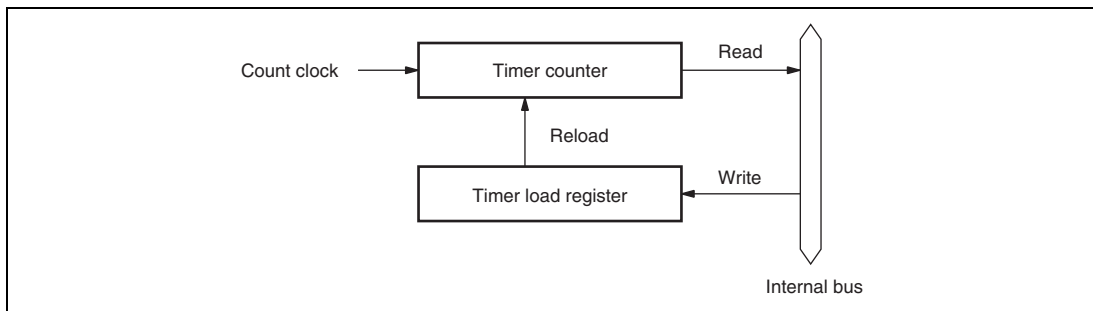 Read
Count clock
Timer counter
Reload
Write
Timer load register
Internal bus